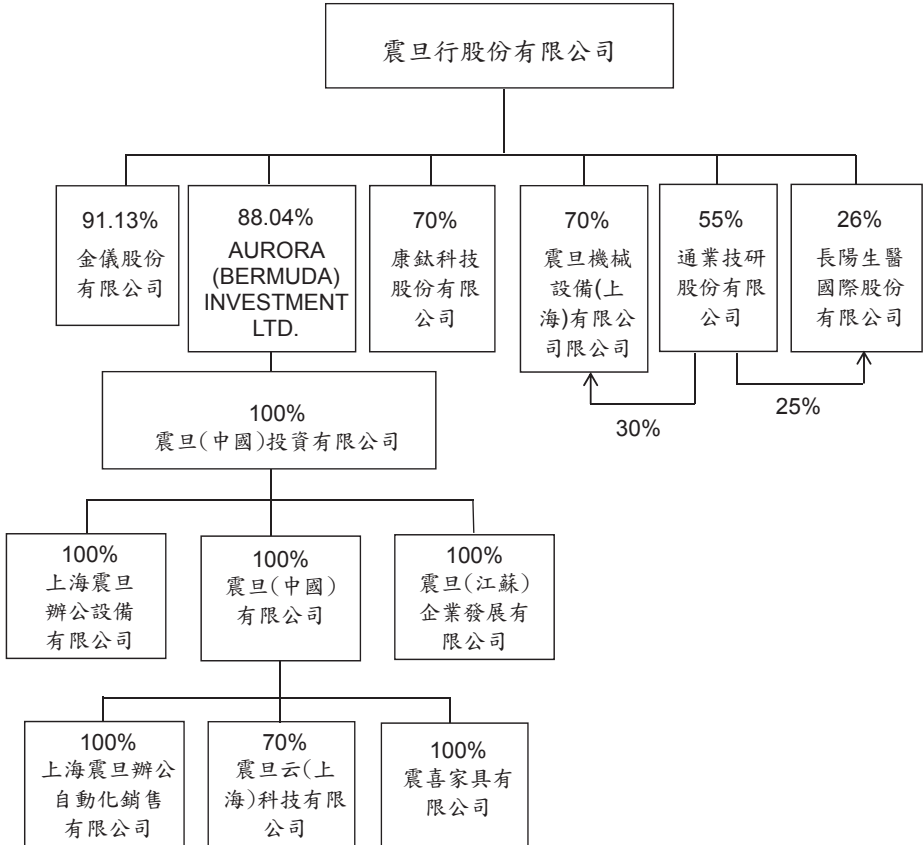 震旦行股份有限公司
91.13%
金儀股份
有限公司
88.04%
AURORA
(BERMUDA)
INVESTMENT
LTD.
70%
康鈦科技
股份有限
公司
70%
震旦機械
設備(上
海)有限公
司限公司
55%
通業技研
股份有限
公司
26%
長陽生醫
國際股份
有限公司
30%
25%
100%
震旦(中國)投資有限公司
100%
上海震旦
辦公設備
有限公司
100%
震旦(中國)
有限公司
100%
震旦(江蘇)
企業發展有
限公司
100%
上海震旦辦公
自動化銷售
有限公司
70%
震旦云(上
海)科技有限
公司
100%
震喜家具有
限公司